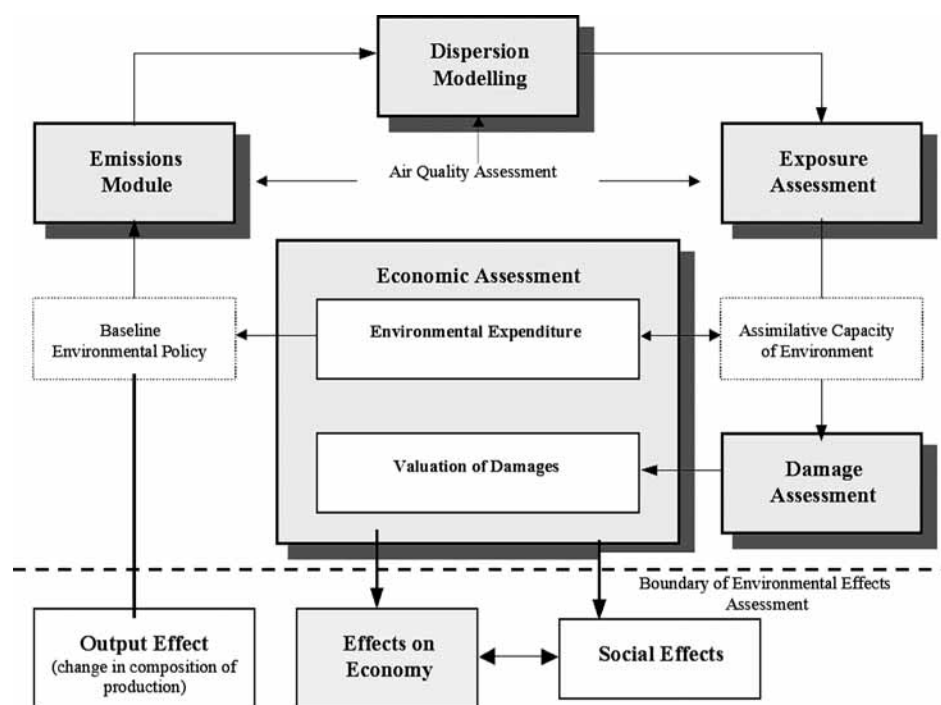 Dispersion
Modelling
Emissions
Module
Air Quality Assessment
Exposure
Assessment
Economic Assessment
Baseline
Environmental Policy
Environmental Expenditure
Assimilative Capacity
of Environment
Valuation of Damages
Damage
Assessment
Boundary of Environmental Effects
Assessment
Output Effect
(change in composition of
production)
Effects on
Economy
Social Effects